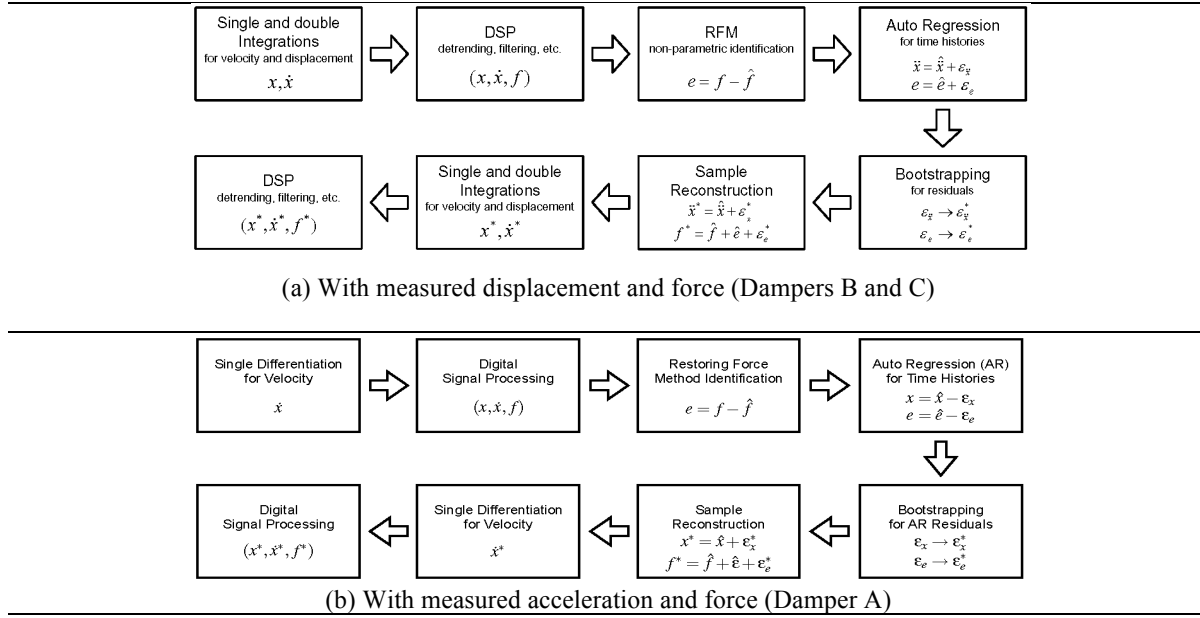 Single and double
Integrations
for velocity and displacement
x, ẋ
DSP
detrending, filtering, etc.
(x, ẋ, f)
RFM
non-parametric identification
e = f − f̂
Auto Regression
for time histories
ẍ = ẍ̂ + ε_ẍ
e = ê + ε_e
DSP
detrending, filtering, etc.
(x*, ẋ*, f*)
Single and double
Integrations
for velocity and displacement
x*, ẋ*
Sample
Reconstruction
ẍ* = ẍ̂ + ε*_ẍ
f* = f̂ + ê + ε*_e
Bootstrapping
for residuals
ε_ẍ → ε*_ẍ
ε_e → ε*_e
(a) With measured displacement and force (Dampers B and C)
Single Differentiation
for Velocity
ẋ
Digital
Signal Processing
(x, ẋ, f)
Restoring Force
Method Identification
e = f − f̂
Auto Regression (AR)
for Time Histories
x = x̂ − ε_x
e = ê − ε_e
Digital
Signal Processing
(x*, ẋ*, f*)
Single Differentiation
for Velocity
ẋ*
Sample
Reconstruction
x* = x̂ + ε*_x
f* = f̂ + ε̂ + ε*_e
Bootstrapping
for AR Residuals
ε_x → ε*_x
ε_e → ε*_e
(b) With measured acceleration and force (Damper A)